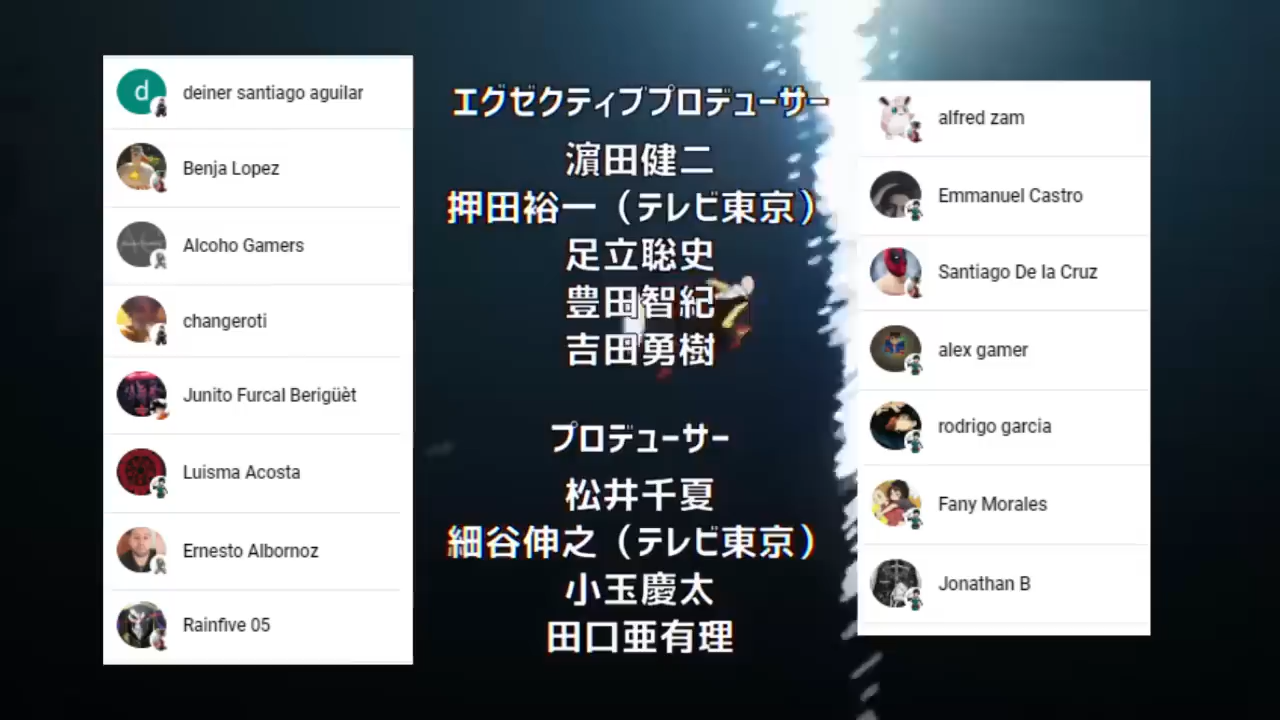 deiner santiago aguilar
Benja Lopez
Alcoho Gamers
changeroti
Junito Furcal Berigüèt
Luisma Acosta
Ernesto Albornoz
Rainfive 05
エグゼクティブプロデューサー
濵田健二
押田裕一（テレビ東京）
足立聡史
豊田智紀
吉田勇樹
プロデューサー
松井千夏
細谷伸之（テレビ東京）
小玉慶太
田口亜有理
alfred zam
Emmanuel Castro
Santiago De la Cruz
alex gamer
rodrigo garcia
Fany Morales
Jonathan B